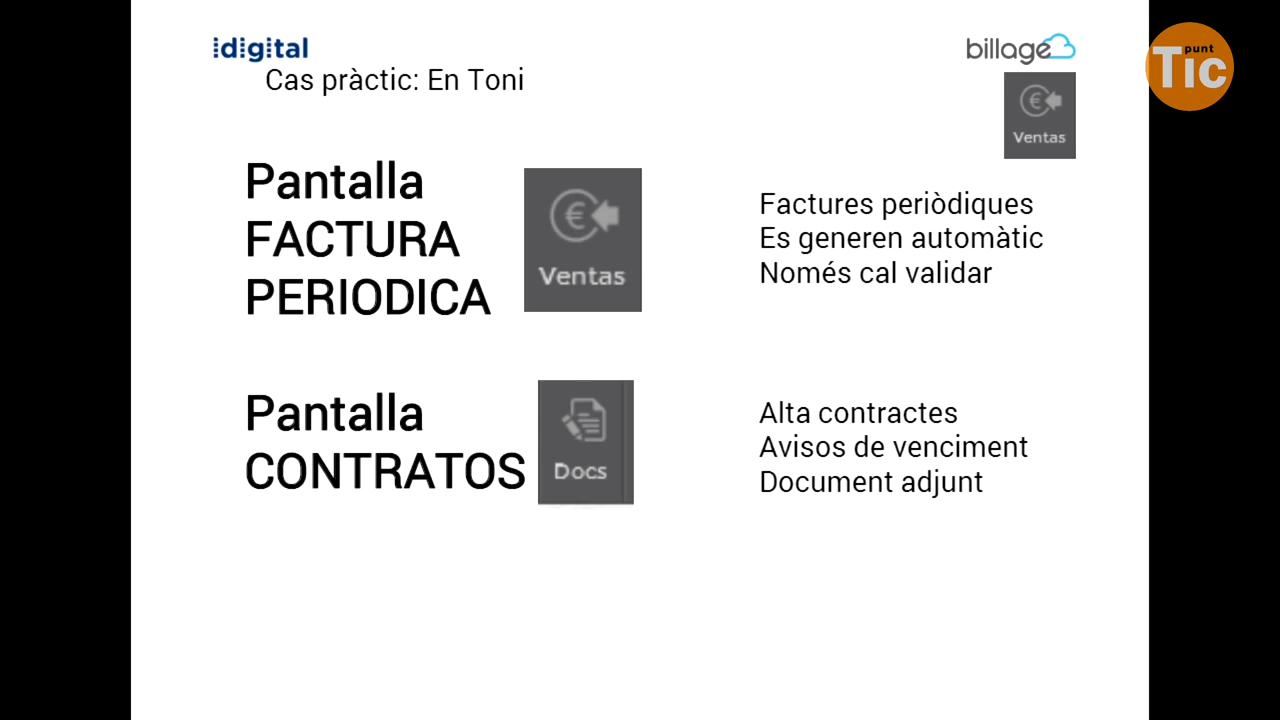 idigital
billage
punt
Tic
Cas pràctic: En Toni
Ventas
Pantalla
FACTURA
PERIODICA
Ventas
Factures periòdiques
Es generen automàtic
Només cal validar
Pantalla
CONTRATOS
Docs
Alta contractes
Avisos de venciment
Document adjunt